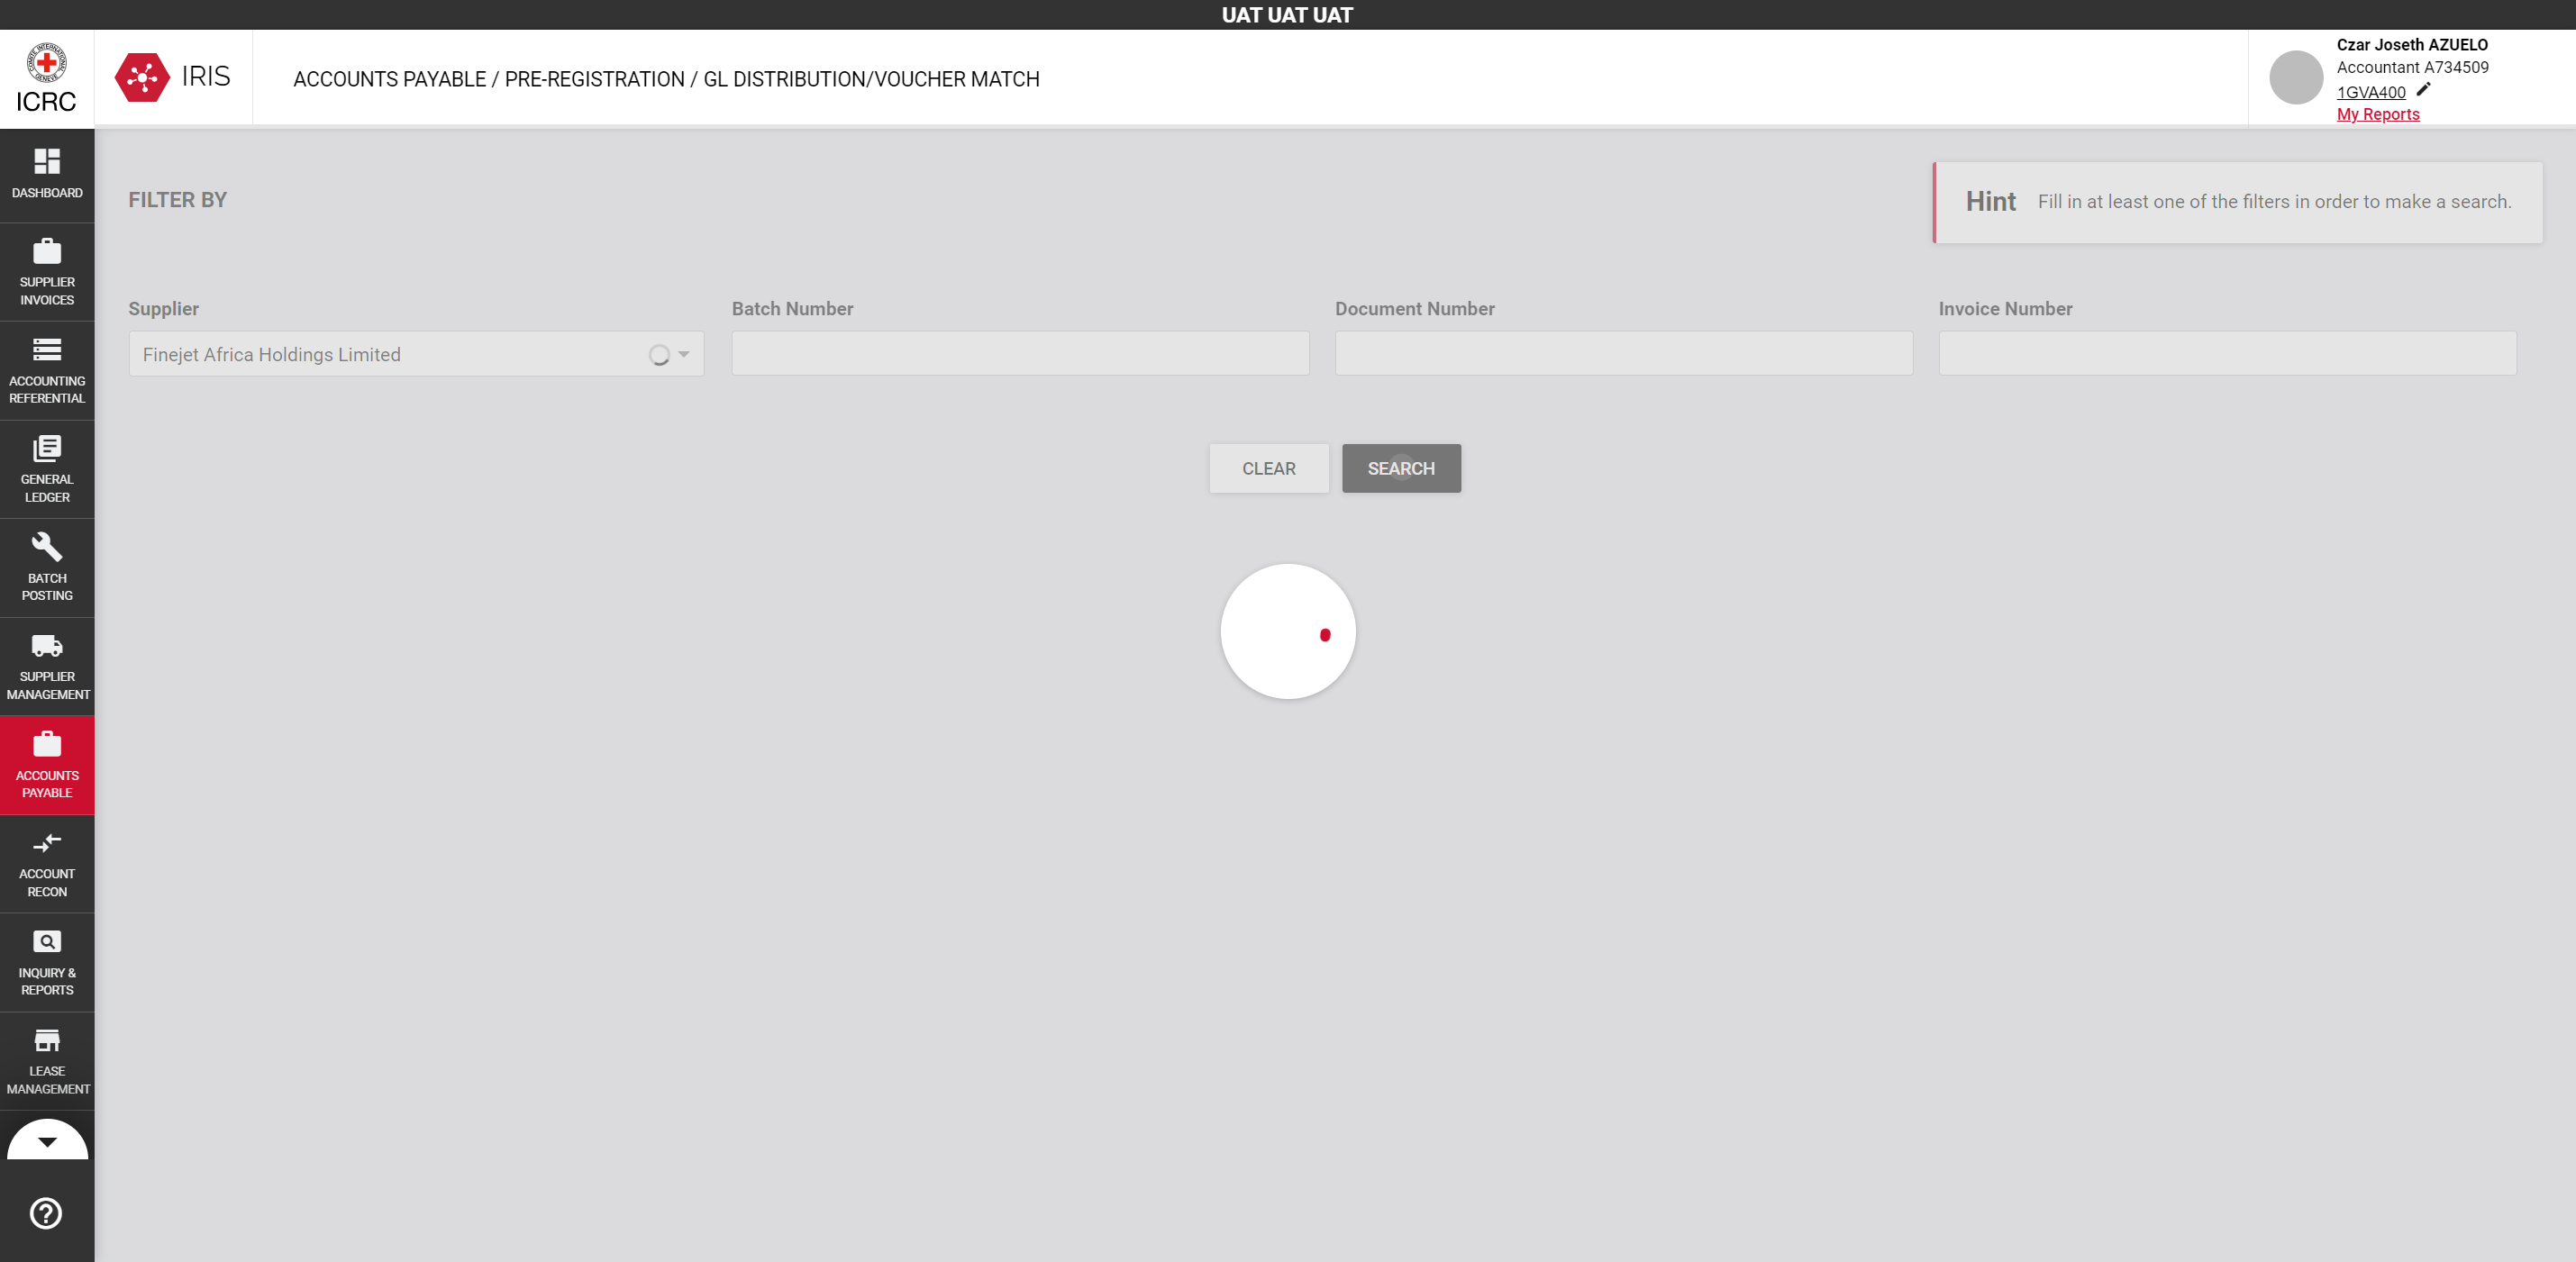 UAT UAT UAT
ICRC
IRIS
ACCOUNTS PAYABLE / PRE-REGISTRATION / GL DISTRIBUTION/VOUCHER MATCH
Czar Joseth AZUELO
Accountant A734509
1GVA400
My Reports
DASHBOARD
SUPPLIER
INVOICES
ACCOUNTING
REFERENTIAL
GENERAL
LEDGER
BATCH
POSTING
SUPPLIER
MANAGEMENT
ACCOUNTS
PAYABLE
ACCOUNT
RECON
INQUIRY &
REPORTS
LEASE
MANAGEMENT
FILTER BY
Hint Fill in at least one of the filters in order to make a search.
Supplier
Finejet Africa Holdings Limited
Batch Number
Document Number
Invoice Number
CLEAR
SEARCH